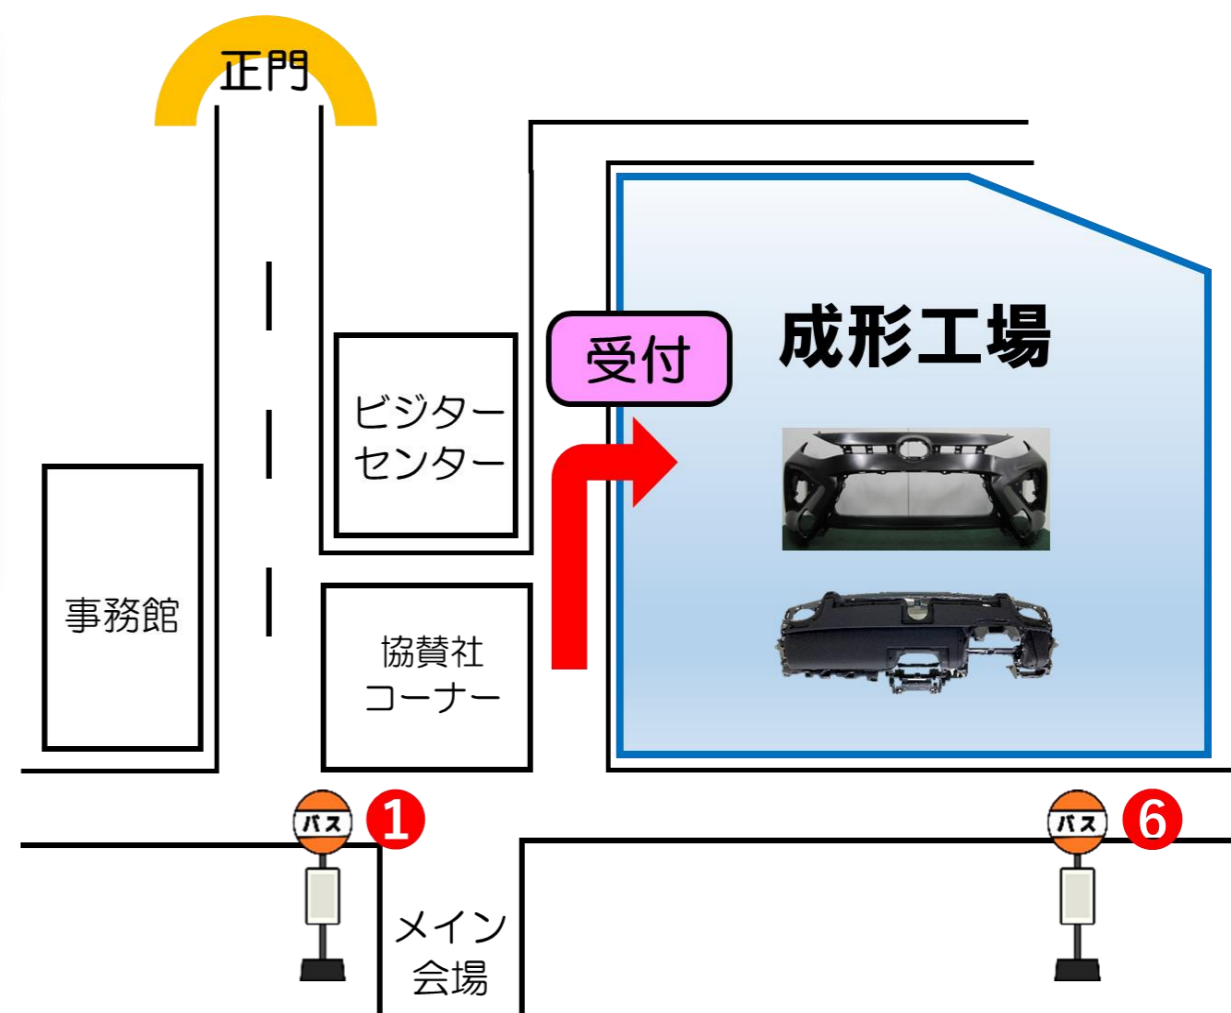 正門
受付
成形工場
ビジター
センター
事務館
協賛社
コーナー
バス
1
バス
6
メイン
会場